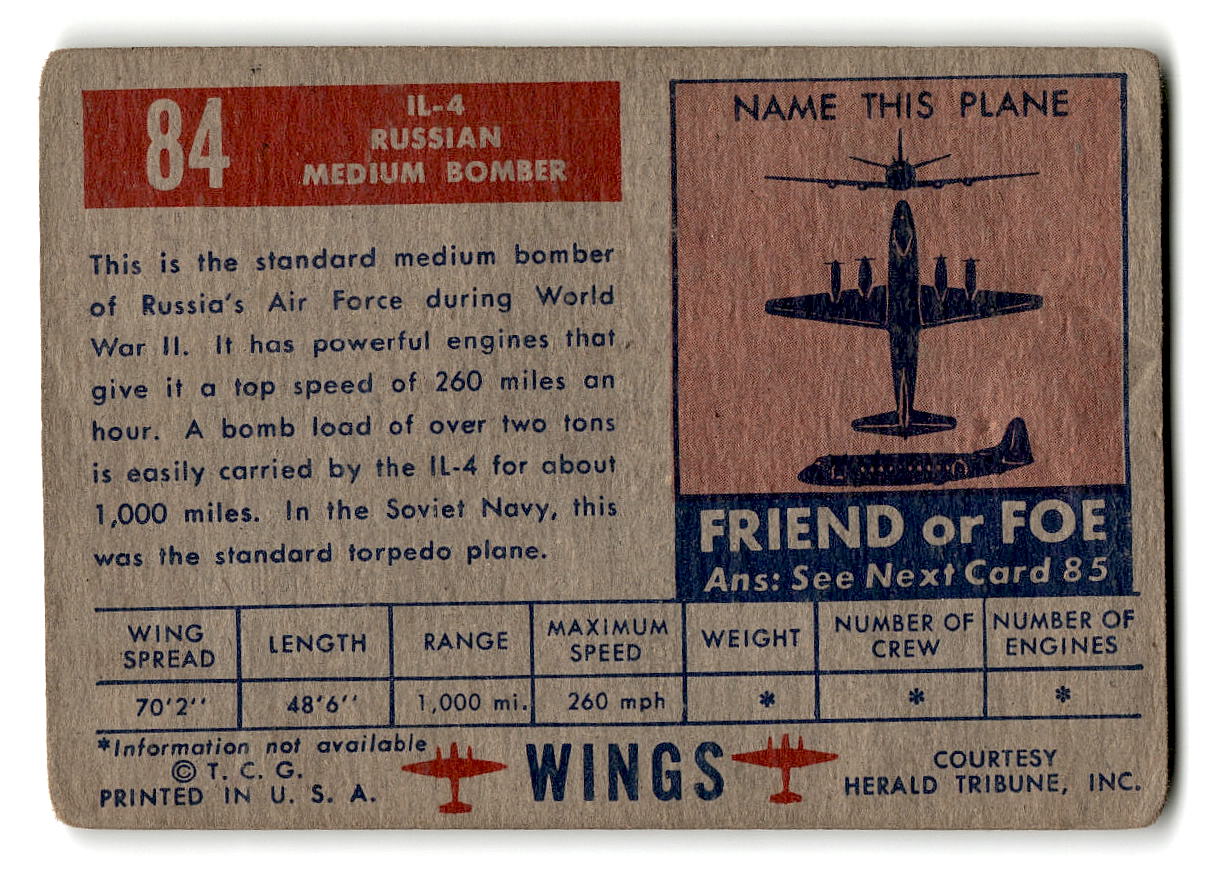 84
IL-4
RUSSIAN
MEDIUM BOMBER
This is the standard medium bomber
of Russia's Air Force during World
War II. It has powerful engines that
give it a top speed of 260 miles an
hour. A bomb load of over two tons
is easily carried by the IL-4 for about
1,000 miles. In the Soviet Navy, this
was the standard torpedo plane.
NAME THIS PLANE
FRIEND or FOE
Ans: See Next Card 85
WING SPREAD LENGTH RANGE MAXIMUM SPEED WEIGHT NUMBER OF CREW NUMBER OF ENGINES
70'2'' 48'6'' 1,000 mi. 260 mph * * *
*Information not available
© T. C. G.
PRINTED IN U. S. A.
WINGS
COURTESY
HERALD TRIBUNE, INC.